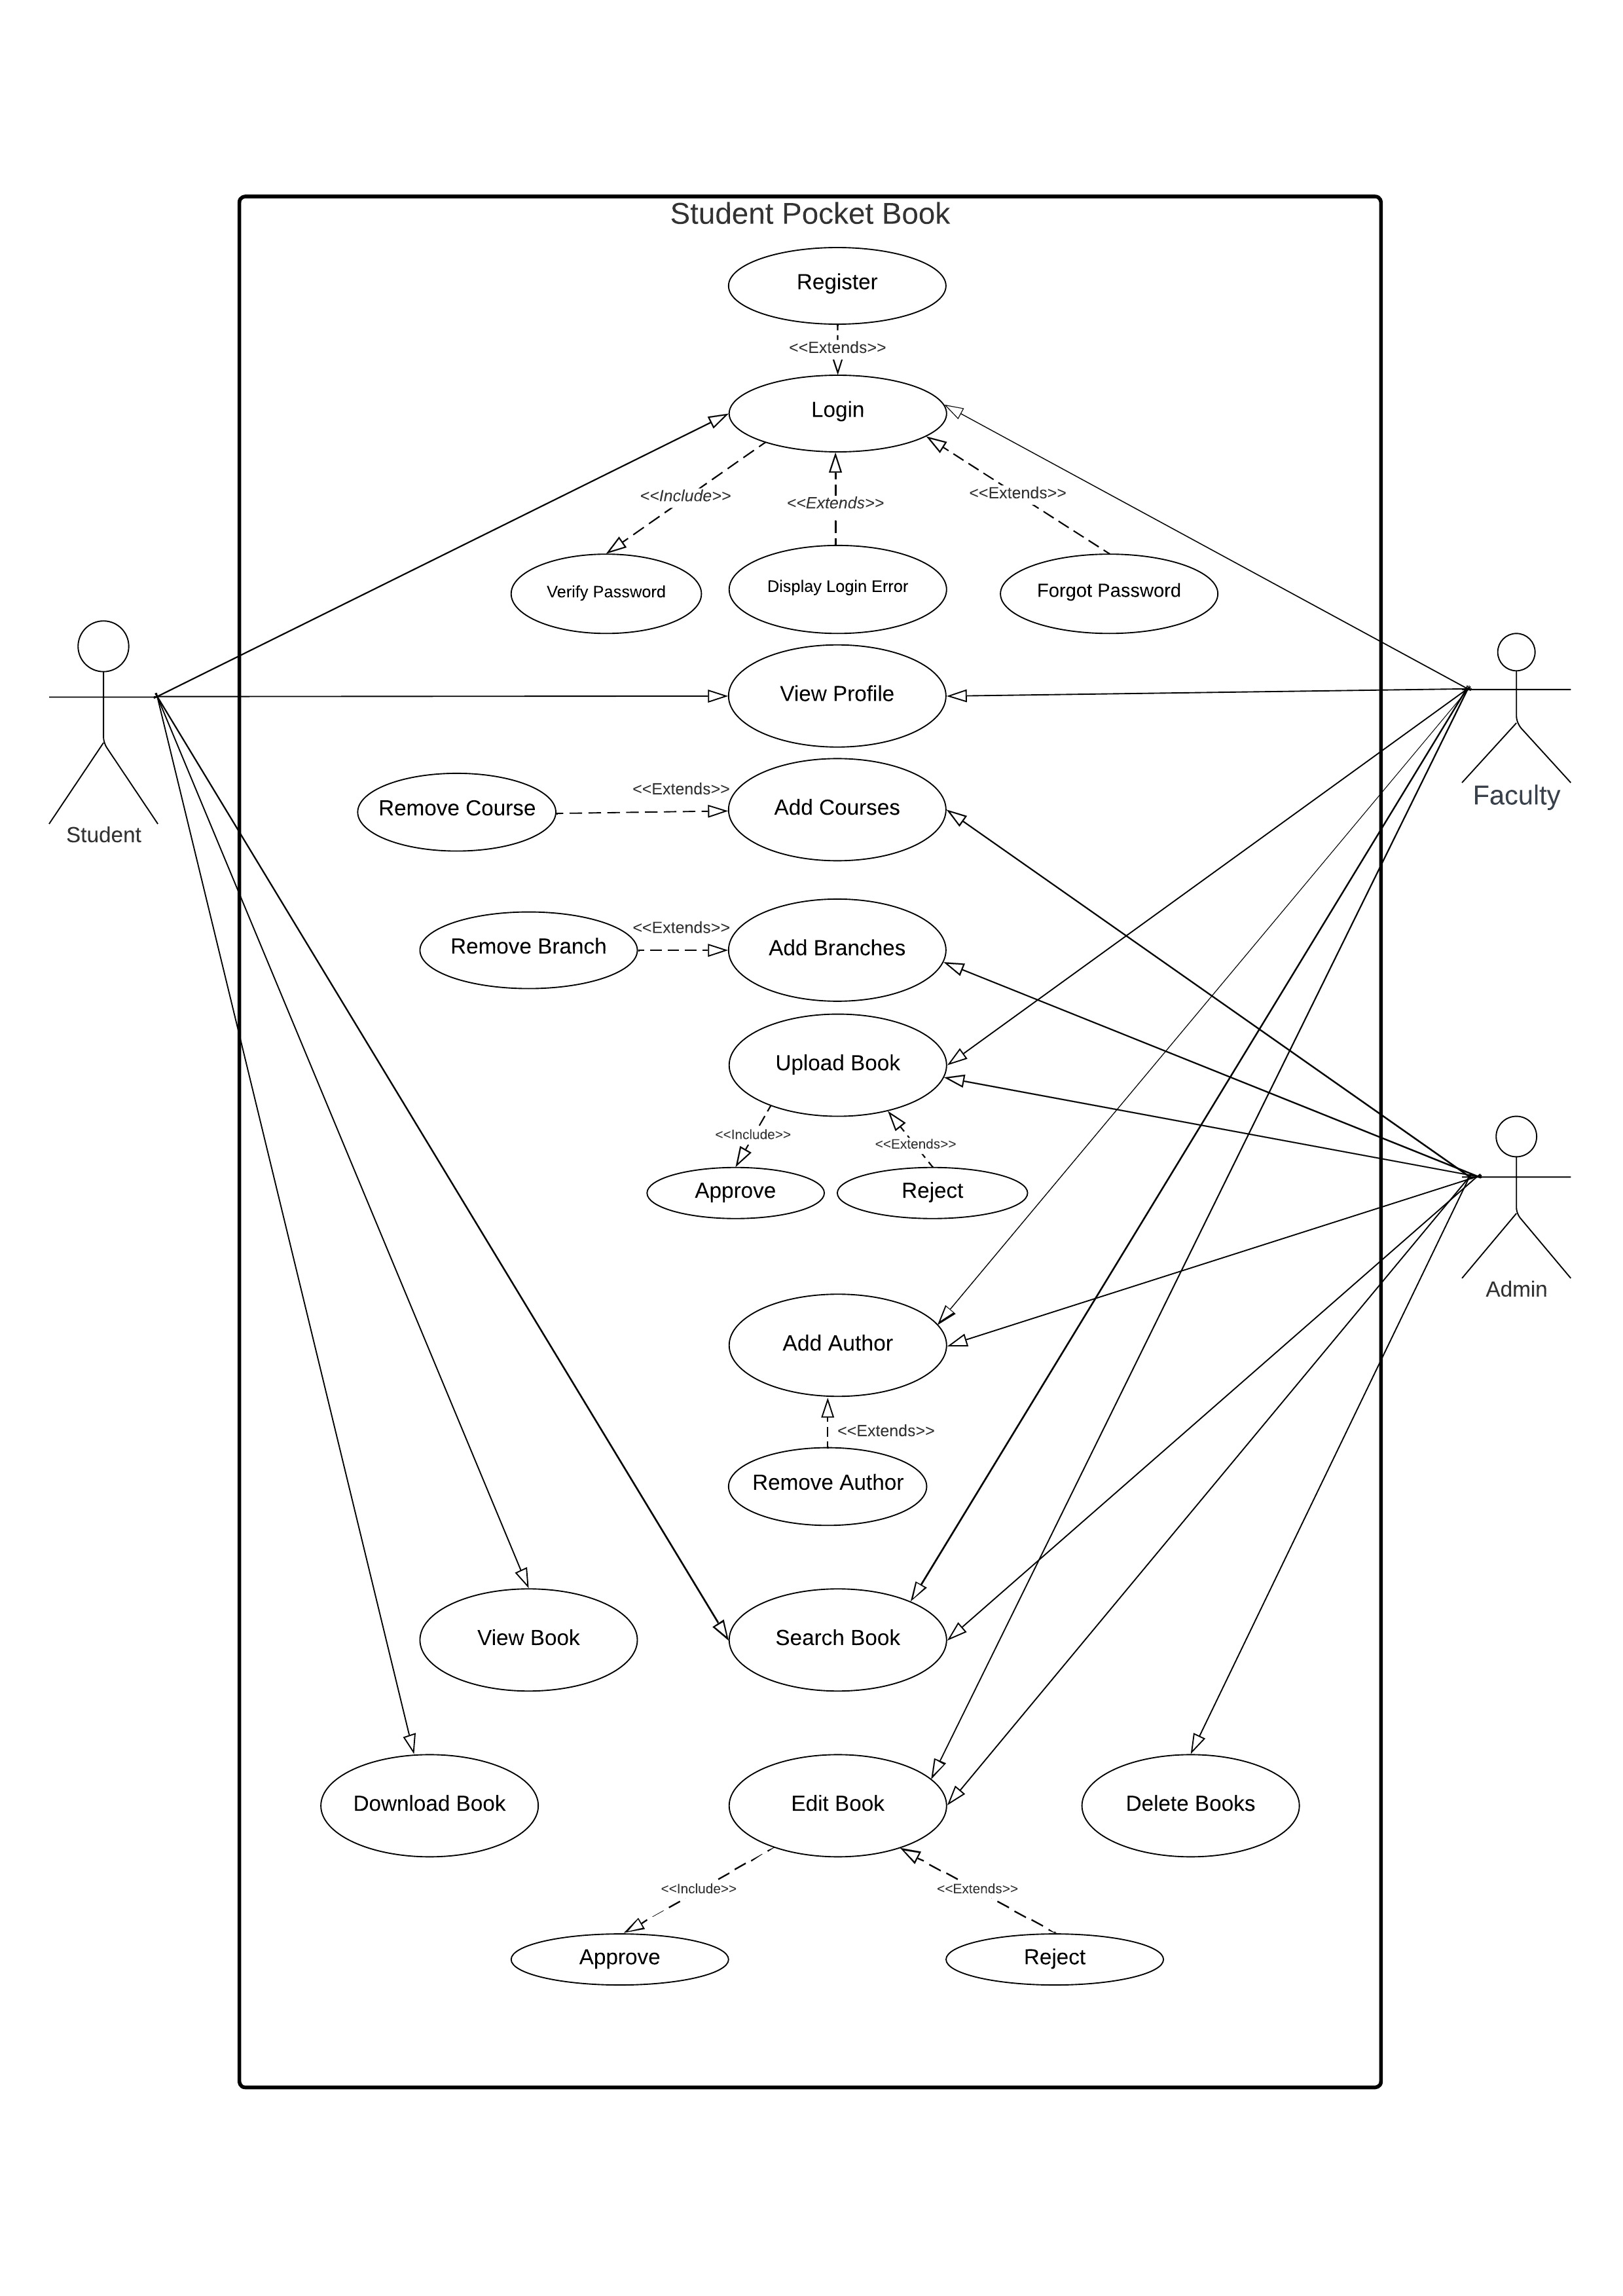 Student Pocket Book
Register
<<Extends>>
Login
<<Include>>
<<Extends>>
<<Extends>>
Verify Password
Display Login Error
Forgot Password
View Profile
Student
Faculty
<<Extends>>
Remove Course
Add Courses
<<Extends>>
Remove Branch
Add Branches
Upload Book
<<Include>>
<<Extends>>
Approve
Reject
Admin
Add Author
<<Extends>>
Remove Author
View Book
Search Book
Download Book
Edit Book
Delete Books
<<Include>>
<<Extends>>
Approve
Reject